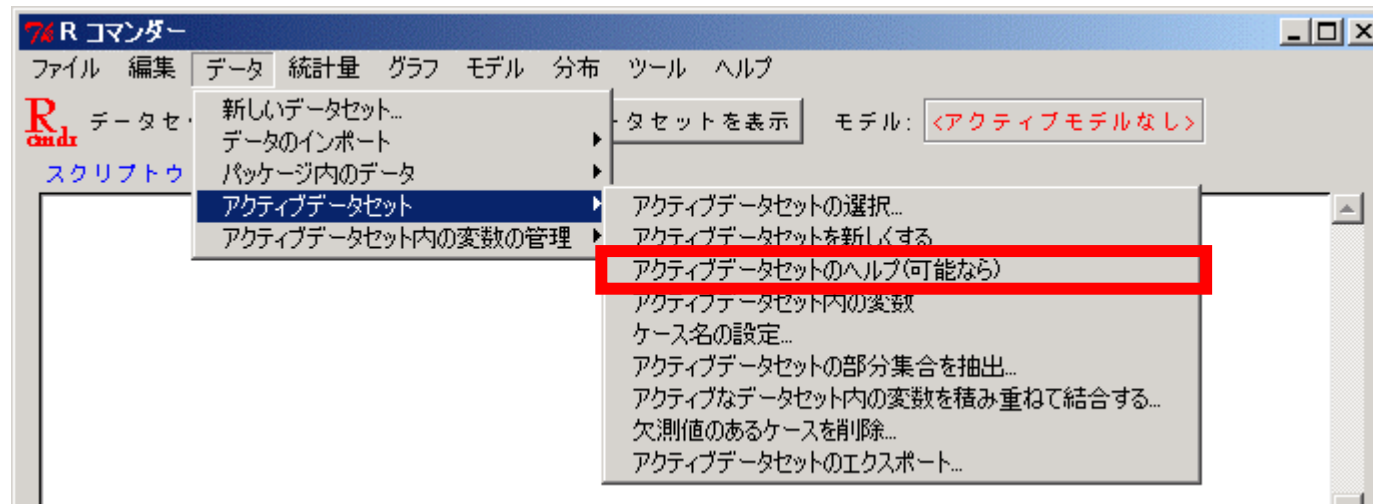 R コマンダー
ファイル 編集 データ 統計量 グラフ モデル 分布 ツール ヘルプ
R
cmdr
データセ
新しいデータセット...
データのインポート
パッケージ内のデータ
アクティブデータセット
アクティブデータセット内の変数の管理
タセットを表示
モデル: <アクティブモデルなし>
スクリプトウ
アクティブデータセットの選択...
アクティブデータセットを新しくする
アクティブデータセットのヘルプ(可能なら)
アクティブデータセット内の変数
ケース名の設定...
アクティブデータセットの部分集合を抽出...
アクティブなデータセット内の変数を積み重ねて結合する...
欠測値のあるケースを削除...
アクティブデータセットのエクスポート...